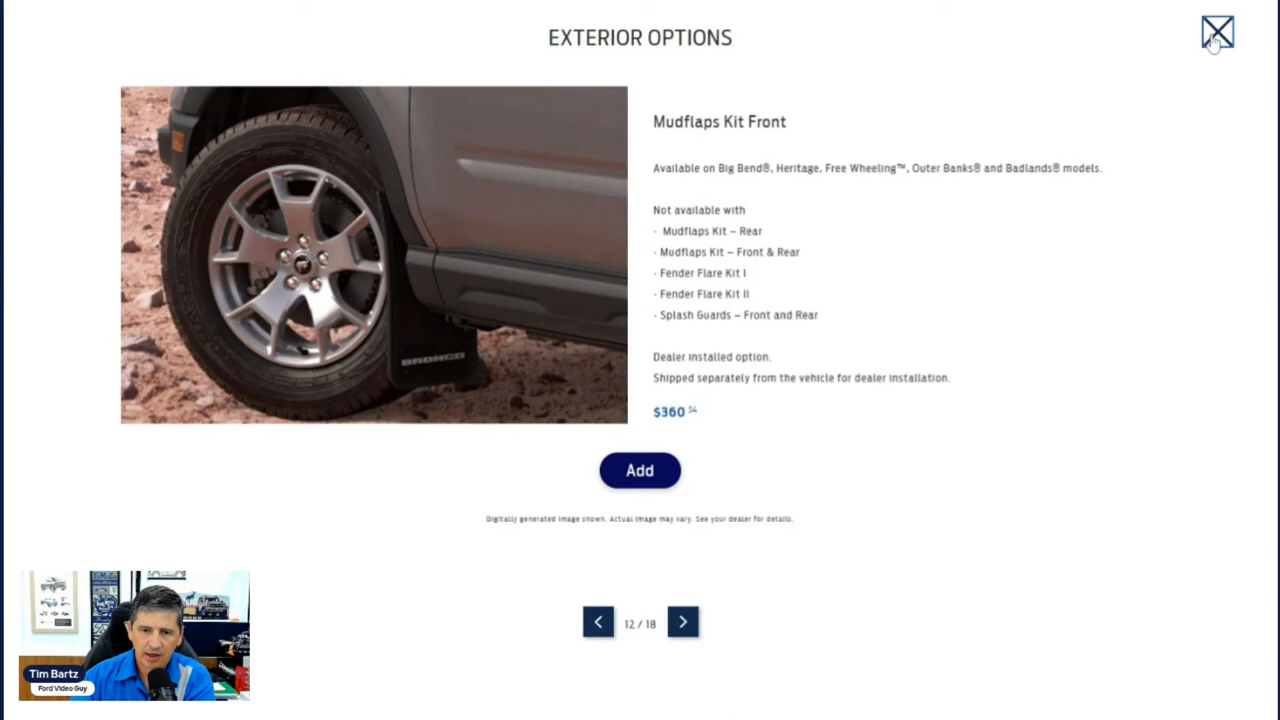 EXTERIOR OPTIONS
Mudflaps Kit Front
Available on Big Bend®, Heritage, Free Wheeling™, Outer Banks® and Badlands® models.
Not available with
· Mudflaps Kit – Rear
· Mudflaps Kit – Front & Rear
· Fender Flare Kit I
· Fender Flare Kit II
· Splash Guards – Front and Rear
Dealer installed option.
Shipped separately from the vehicle for dealer installation.
$360 54
BRONCO
Add
Digitally generated image shown. Actual image may vary. See your dealer for details.
< 12 / 18 >
Tim Bartz
Ford Video Guy